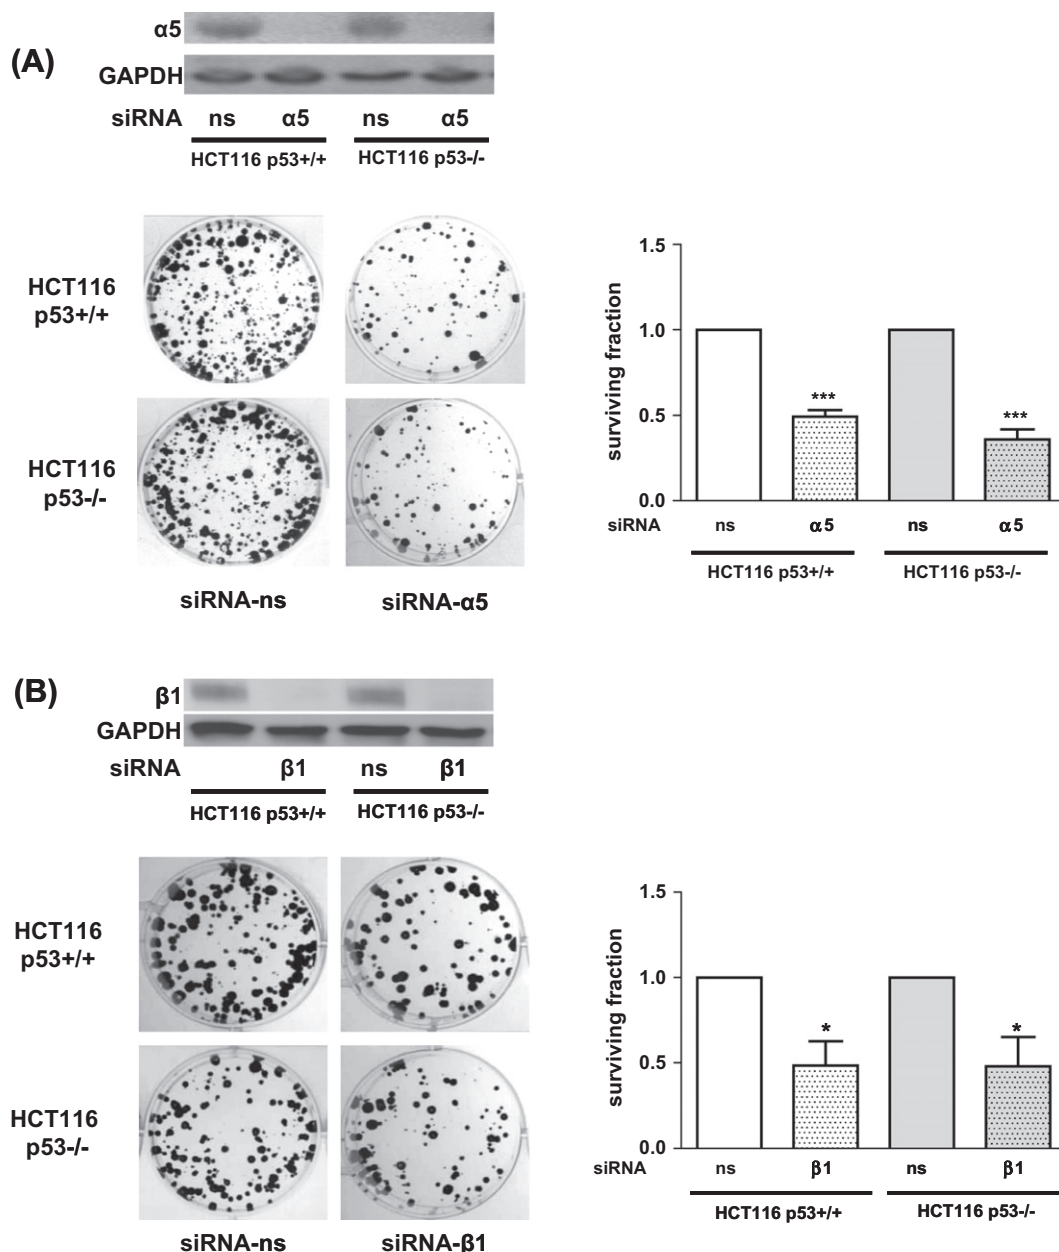 (A)
α5
GAPDH
siRNA ns α5 ns α5
HCT116 p53+/+ HCT116 p53-/-
HCT116
p53+/+
HCT116
p53-/-
siRNA-ns siRNA-α5
surviving fraction
1.5
1.0
0.5
0.0
*** ***
siRNA ns α5 ns α5
HCT116 p53+/+ HCT116 p53-/-
(B)
β1
GAPDH
siRNA β1 ns β1
HCT116 p53+/+ HCT116 p53-/-
HCT116
p53+/+
HCT116
p53-/-
siRNA-ns siRNA-β1
surviving fraction
1.5
1.0
0.5
0.0
* *
siRNA ns β1 ns β1
HCT116 p53+/+ HCT116 p53-/-